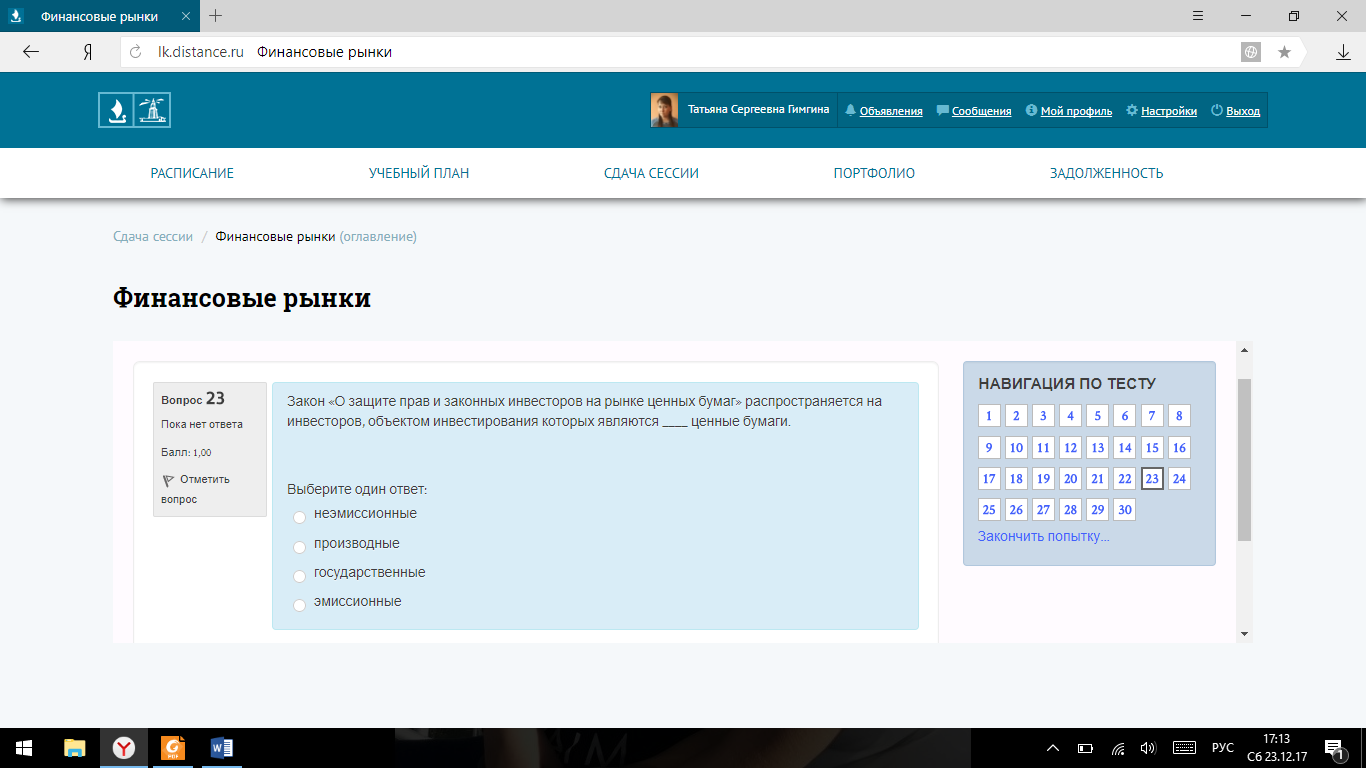 Финансовые рынки
lk.distance.ru Финансовые рынки
Татьяна Сергеевна Гимгина Объявления Сообщения Мой профиль Настройки Выход
РАСПИСАНИЕ УЧЕБНЫЙ ПЛАН СДАЧА СЕССИИ ПОРТФОЛИО ЗАДОЛЖЕННОСТЬ
Сдача сессии / Финансовые рынки (оглавление)
Финансовые рынки
Вопрос 23
Пока нет ответа
Балл: 1,00
Отметить
вопрос
Закон «О защите прав и законных инвесторов на рынке ценных бумаг» распространяется на
инвесторов, объектом инвестирования которых являются ____ ценные бумаги.
Выберите один ответ:
неэмиссионные
производные
государственные
эмиссионные
НАВИГАЦИЯ ПО ТЕСТУ
1 2 3 4 5 6 7 8
9 10 11 12 13 14 15 16
17 18 19 20 21 22 23 24
25 26 27 28 29 30
Закончить попытку...
РУС
17:13
Сб 23.12.17
1